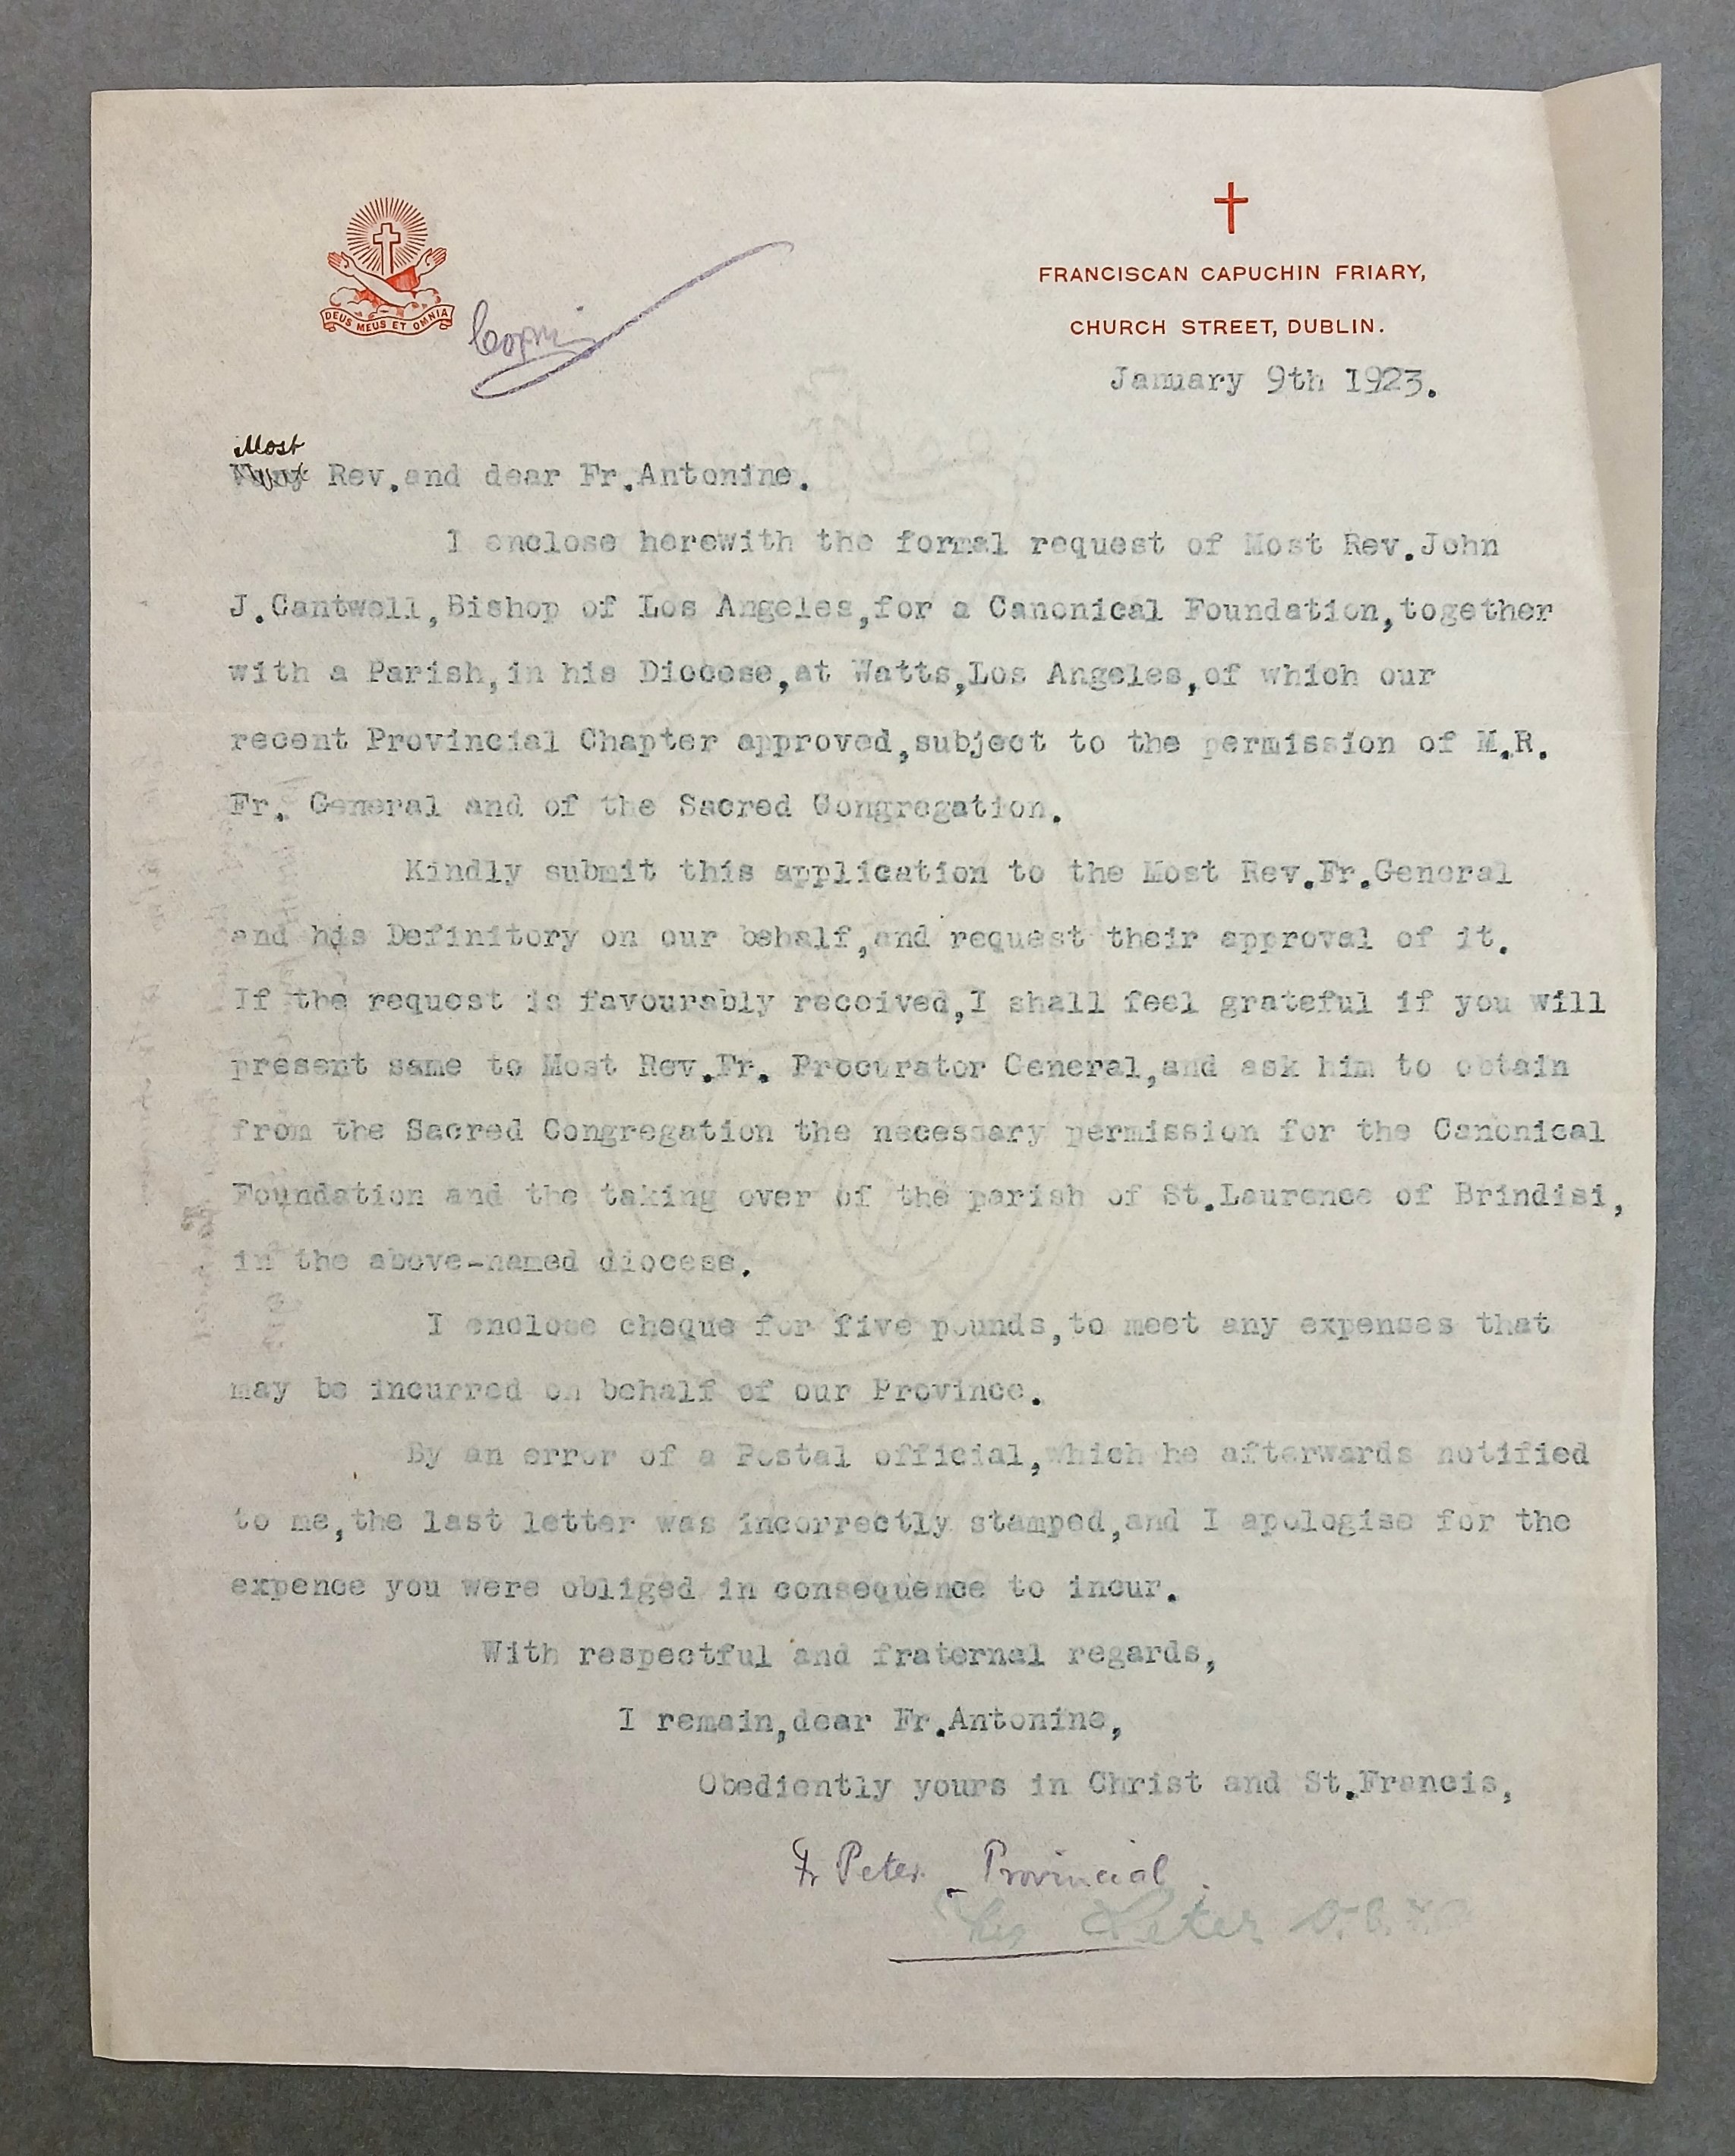 DEUS MEUS ET OMNIA
FRANCISCAN CAPUCHIN FRIARY,
CHURCH STREET, DUBLIN.
January 9th 1923.
Most
Rev.and dear Fr.Antonine.
I enclose herewith the formal request of Most Rev.John
J.Cantwell,Bishop of Los Angeles,for a Canonical Foundation,together
with a Parish,in his Diocese,at Watts,Los Angeles,of which our
recent Provincial Chapter approved,subject to the permission of M.R.
Fr. General and of the Sacred Congregation.
Kindly submit this application to the Most Rev.Fr.General
and his Definitory on our behalf,and request their approval of it.
If the request is favourably received,I shall feel grateful if you will
present same to Most Rev.Fr. Procurator General,and ask him to obtain
from the Sacred Congregation the necessary permission for the Canonical
Foundation and the taking over of the parish of St.Laurence of Brindisi,
in the above-named diocese.
I enclose cheque for five pounds,to meet any expenses that
may be incurred on behalf of our Province.
By an error of a Postal official,which he afterwards notified
to me,the last letter was incorrectly stamped,and I apologise for the
expence you were obliged in consequence to incur.
With respectful and fraternal regards,
I remain,dear Fr.Antonine,
Obediently yours in Christ and St.Francis,
Fr Peter - Provincial.
Peter